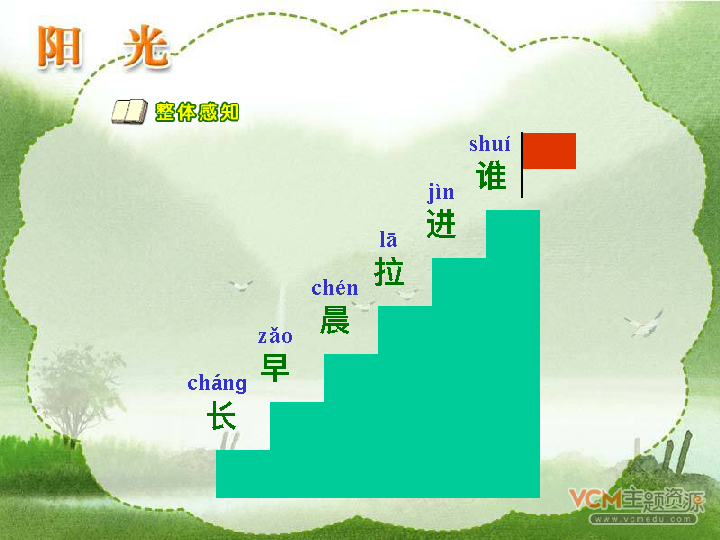 阳 光
整体感知
shuí
谁
jìn
进
lā
拉
chén
晨
zǎo
早
cháng
长
VCM主题资源
www.vcmedu.com